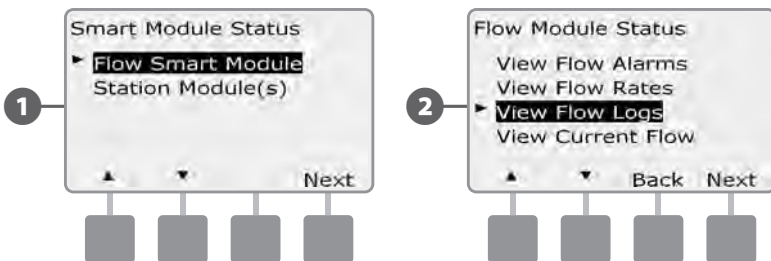 1
Smart Module Status
Flow Smart Module
Station Module(s)
Next
2
Flow Module Status
View Flow Alarms
View Flow Rates
View Flow Logs
View Current Flow
Back Next